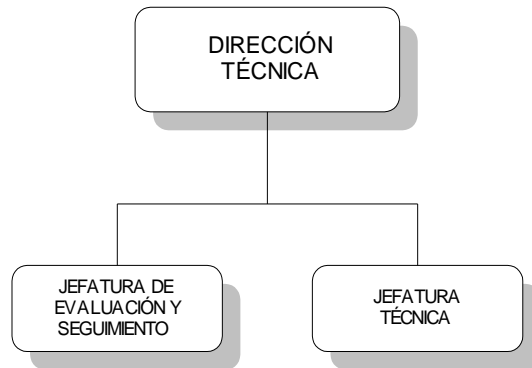 DIRECCIÓN
TÉCNICA
JEFATURA DE
EVALUACIÓN Y
SEGUIMIENTO
JEFATURA
TÉCNICA